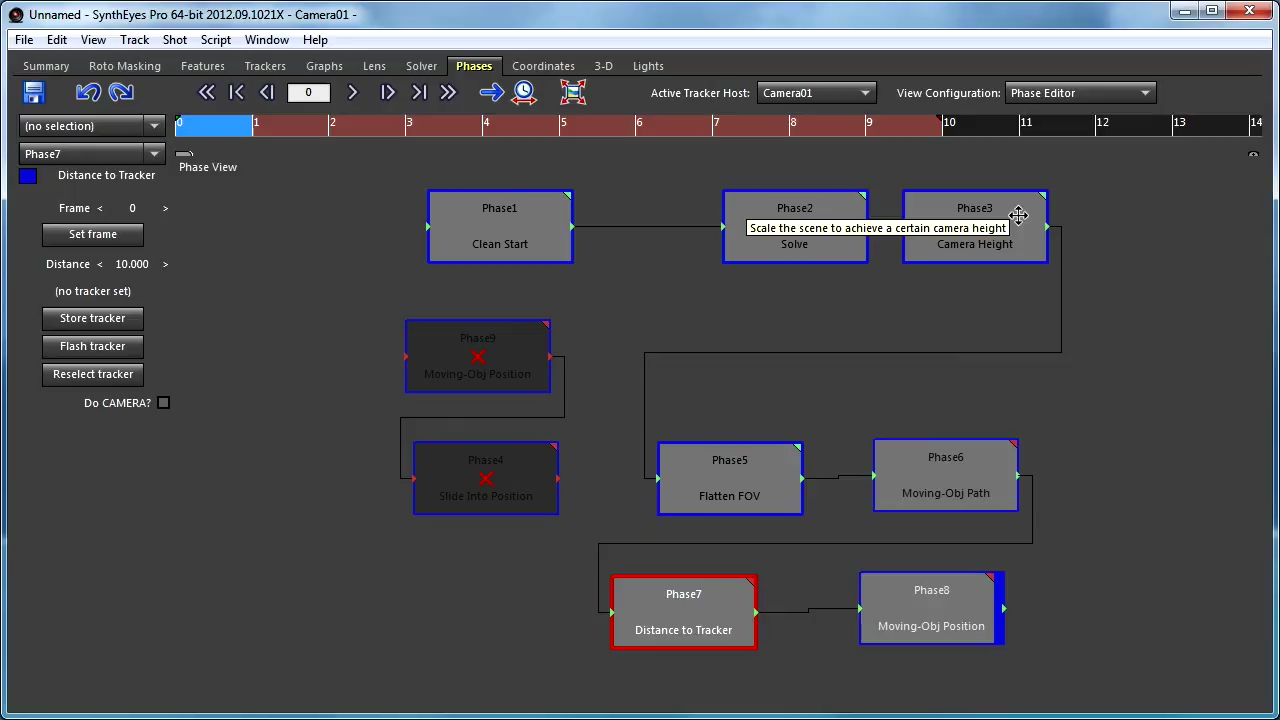 Unnamed - SynthEyes Pro 64-bit 2012.09.1021X - Camera01 -
File Edit View Track Shot Script Window Help
Summary Roto Masking Features Trackers Graphs Lens Solver Phases Coordinates 3-D Lights
0 Active Tracker Host: Camera01 View Configuration: Phase Editor
(no selection) 0 1 2 3 4 5 6 7 8 9 10 11 12 13 14
Phase7
Phase View
Distance to Tracker
Frame < 0 >
Set frame
Distance < 10.000 >
(no tracker set)
Store tracker
Flash tracker
Reselect tracker
Do CAMERA?
Phase1
Clean Start
Phase2
Solve
Phase3
Camera Height
Scale the scene to achieve a certain camera height
Phase9
Moving-Obj Position
Phase4
Slide Into Position
Phase5
Flatten FOV
Phase6
Moving-Obj Path
Phase7
Distance to Tracker
Phase8
Moving-Obj Position